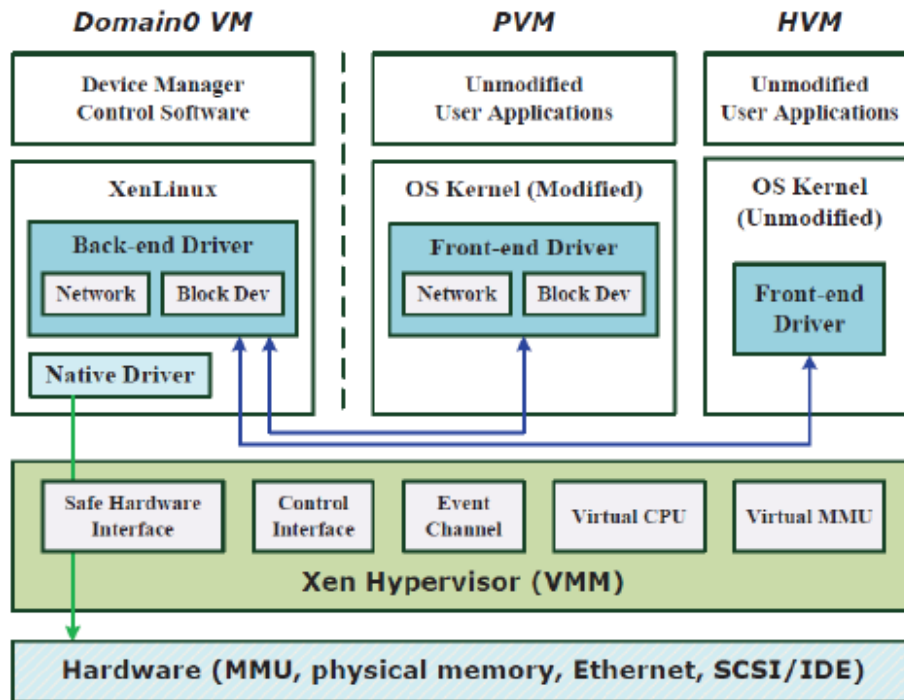 Domain0 VM
PVM
HVM
Device Manager
Control Software
Unmodified
User Applications
Unmodified
User Applications
XenLinux
Back-end Driver
Network
Block Dev
Native Driver
OS Kernel (Modified)
Front-end Driver
Network
Block Dev
OS Kernel
(Unmodified)
Front-end
Driver
Safe Hardware
Interface
Control
Interface
Event
Channel
Virtual CPU
Virtual MMU
Xen Hypervisor (VMM)
Hardware (MMU, physical memory, Ethernet, SCSI/IDE)